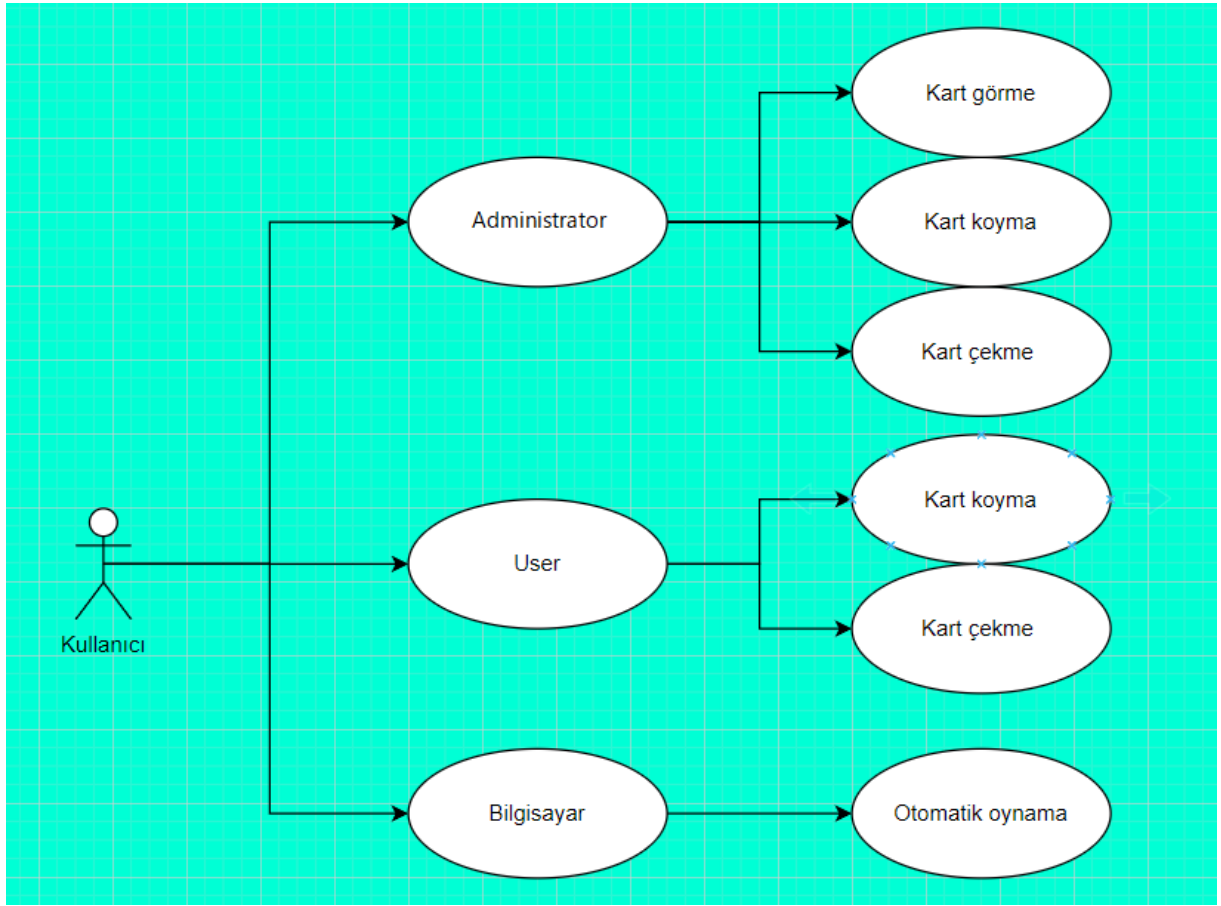 Kart görme
Administrator
Kart koyma
Kart çekme
Kart koyma
User
Kart çekme
Kullanıcı
Bilgisayar
Otomatik oynama